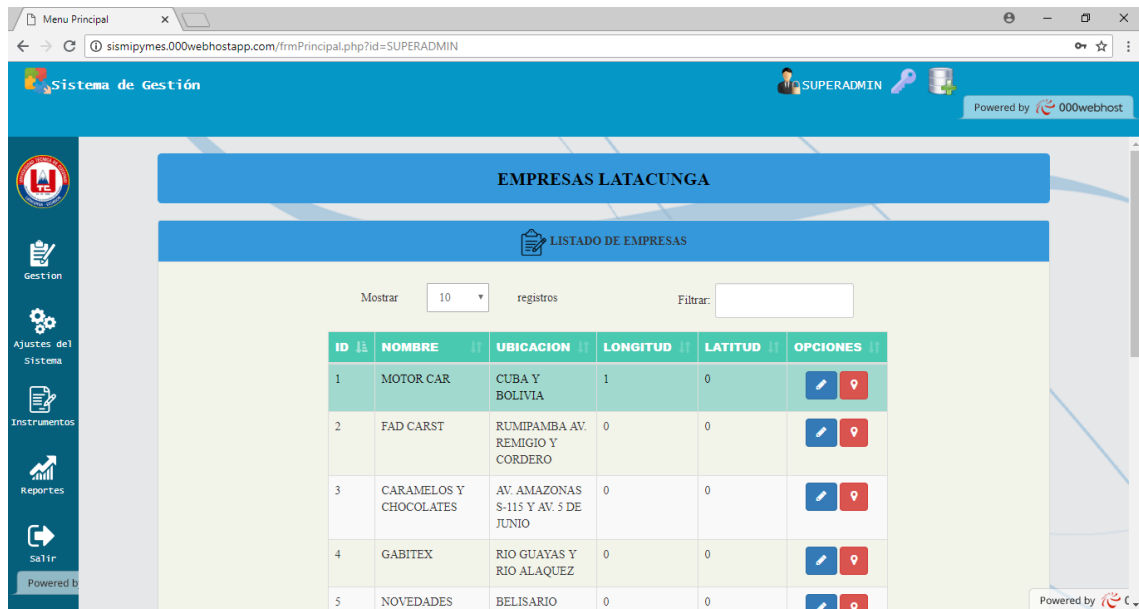 Menu Principal
sismipymes.000webhostapp.com/frmPrincipal.php?id=SUPERADMIN
Sistema de Gestión
SUPERADMIN
Powered by 000webhost
EMPRESAS LATACUNGA
LISTADO DE EMPRESAS
Gestion
Ajustes del
Sistema
Instrumentos
Reportes
Salir
Powered b
Mostrar 10 registros Filtrar:
ID NOMBRE UBICACION LONGITUD LATITUD OPCIONES
1 MOTOR CAR CUBA Y 1 0
BOLIVIA
2 FAD CARST RUMIPAMBA AV. 0 0
REMIGIO Y
CORDERO
3 CARAMELOS Y AV. AMAZONAS 0 0
CHOCOLATES S-115 Y AV. 5 DE
JUNIO
4 GABITEX RIO GUAYAS Y 0 0
RIO ALAQUEZ
5 NOVEDADES BELISARIO 0 0
Powered by